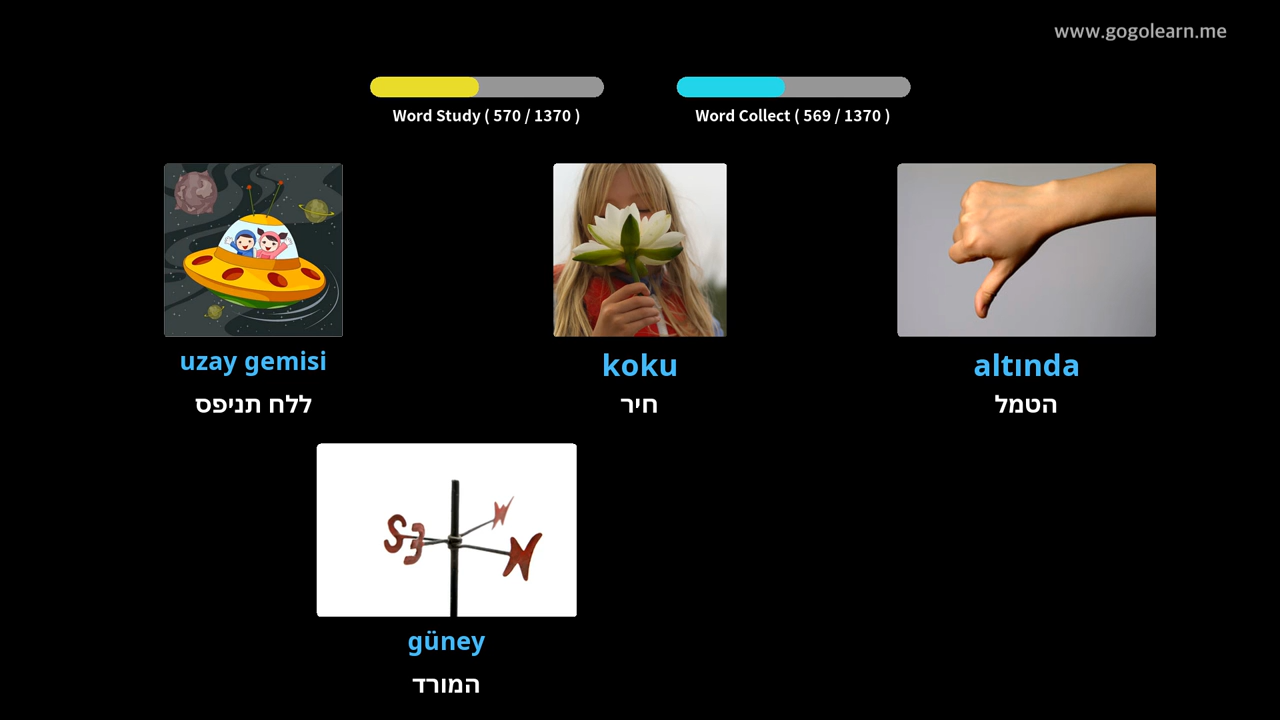 www.gogolearn.me
Word Study ( 570 / 1370 )
Word Collect ( 569 / 1370 )
uzay gemisi
ללח תניפס
koku
חיר
altında
הטמל
güney
המורד